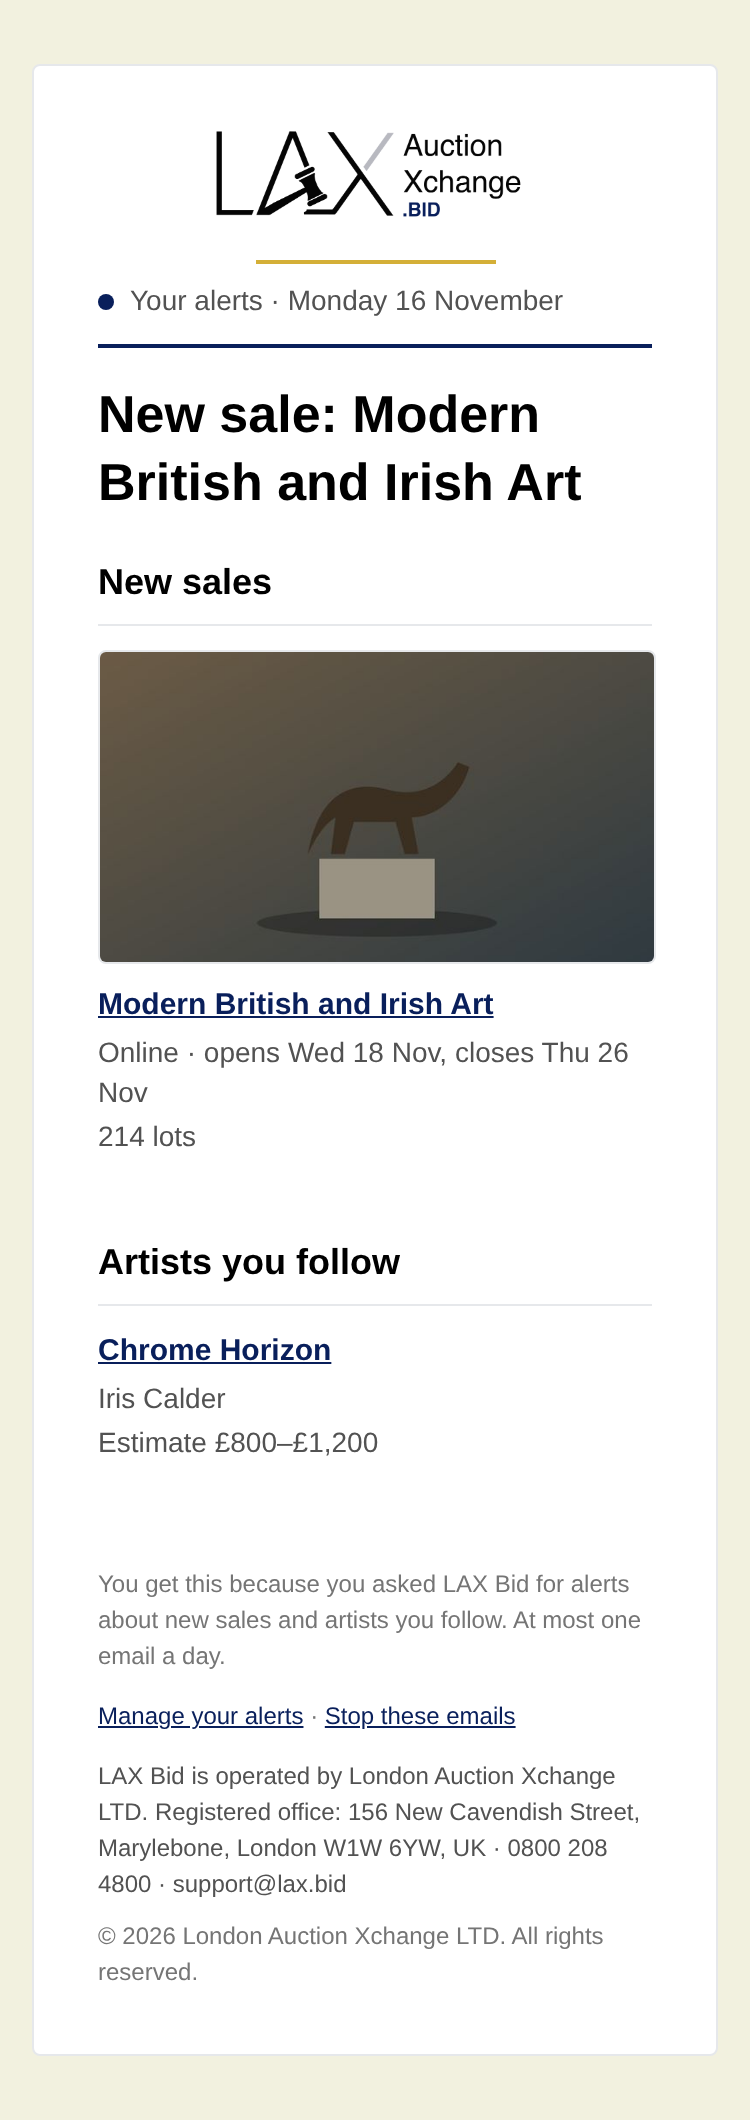 LAX Auction
Xchange
.BID
Your alerts · Monday 16 November
New sale: Modern
British and Irish Art
New sales
Modern British and Irish Art
Online · opens Wed 18 Nov, closes Thu 26
Nov
214 lots
Artists you follow
Chrome Horizon
Iris Calder
Estimate £800–£1,200
You get this because you asked LAX Bid for alerts
about new sales and artists you follow. At most one
email a day.
Manage your alerts · Stop these emails
LAX Bid is operated by London Auction Xchange
LTD. Registered office: 156 New Cavendish Street,
Marylebone, London W1W 6YW, UK · 0800 208
4800 · support@lax.bid
© 2026 London Auction Xchange LTD. All rights
reserved.